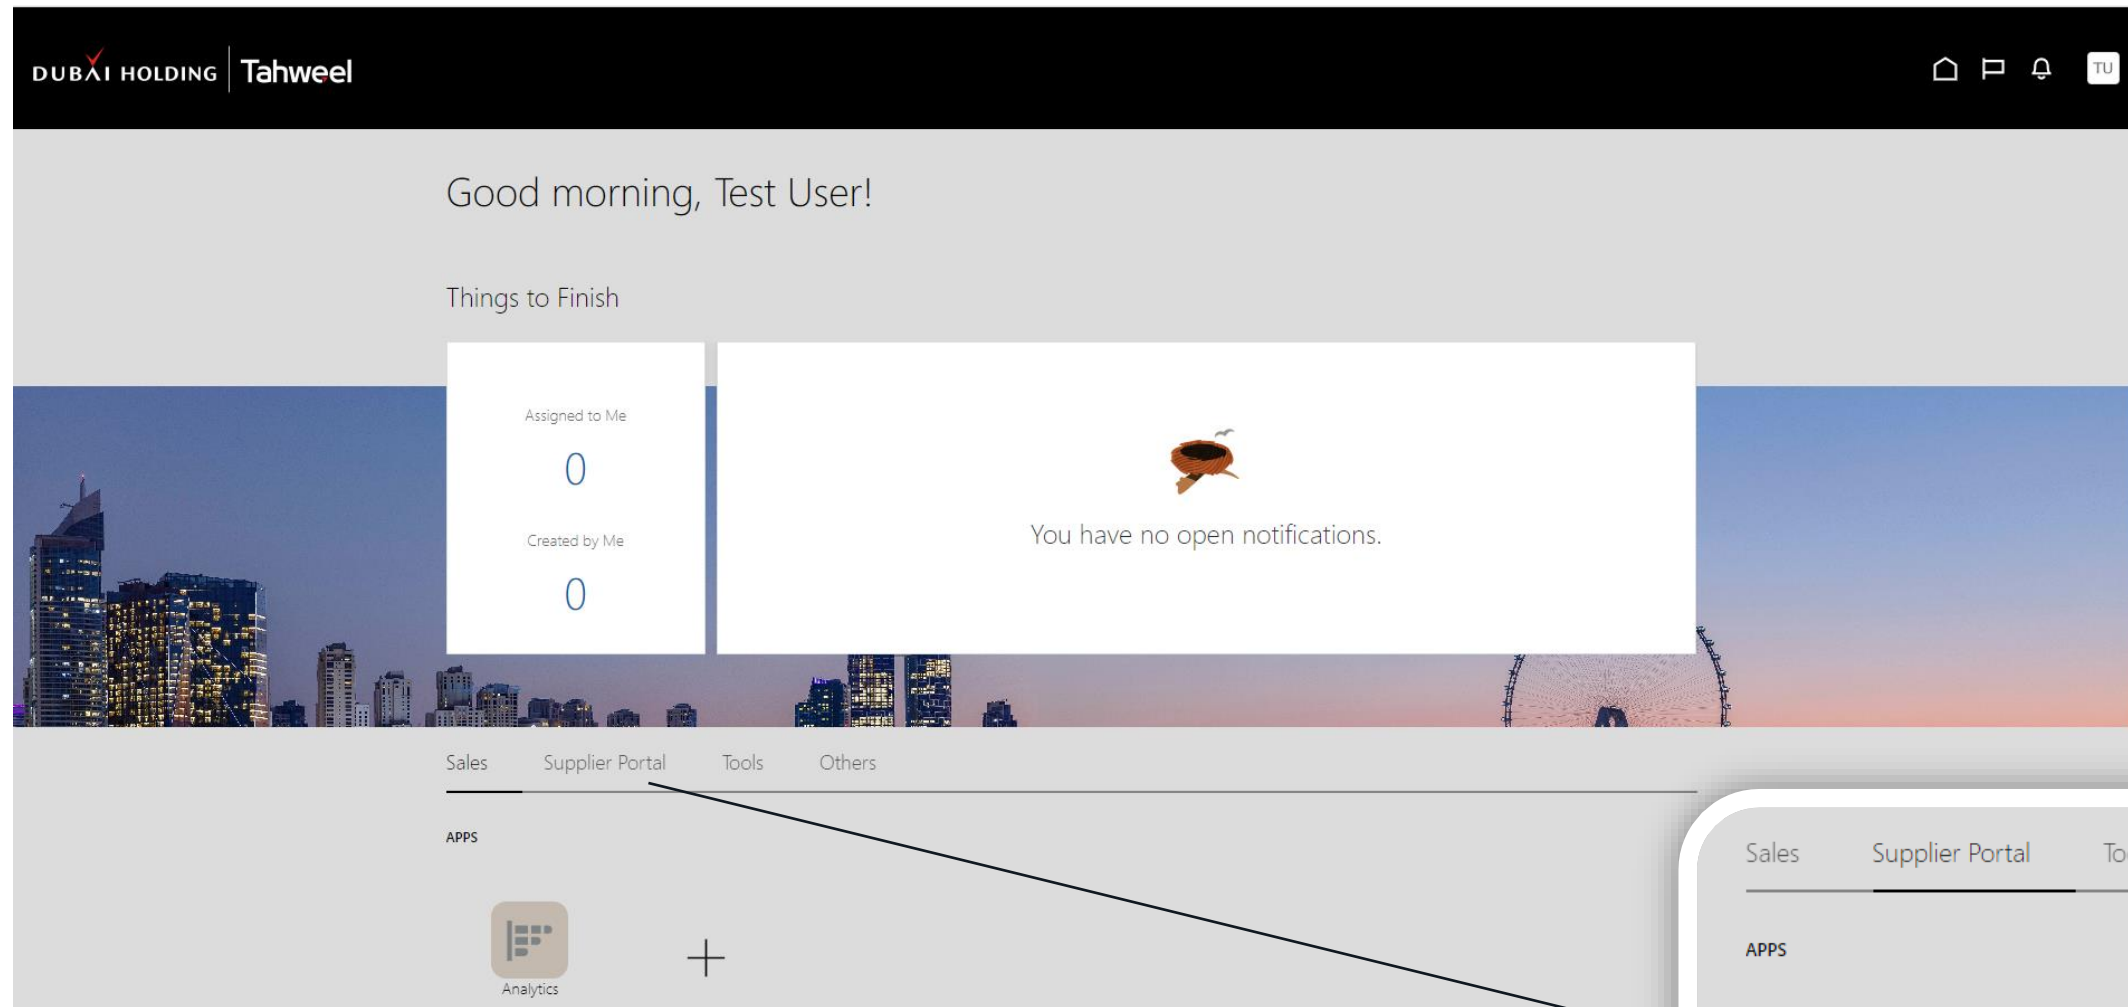 DUBAI HOLDING Tahweel
TU
Good morning, Test User!
Things to Finish
Assigned to Me
0
Created by Me
0
You have no open notifications.
Sales Supplier Portal Tools Others
APPS
Analytics
Sales Supplier Portal To
APPS